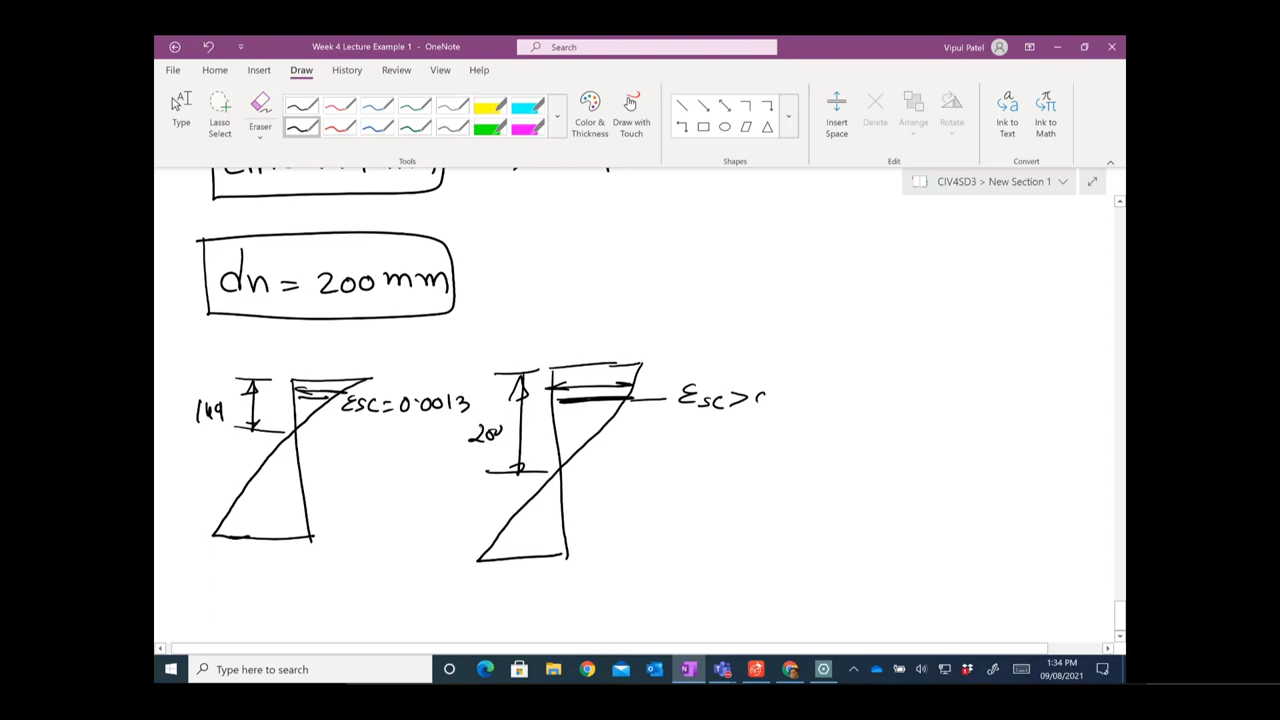 Week 4 Lecture Example 1 - OneNote
Search
Vipul Patel
File Home Insert Draw History Review View Help
Type
Lasso Select
Eraser
Color & Thickness
Draw with Touch
Insert Space
Delete
Arrange
Rotate
Ink to Text
Ink to Math
Tools
Shapes
Edit
Convert
CIV4SD3 > New Section 1
dn = 200 mm
149
εsc = 0.0013
200
εsc >
Type here to search
1:34 PM
09/08/2021